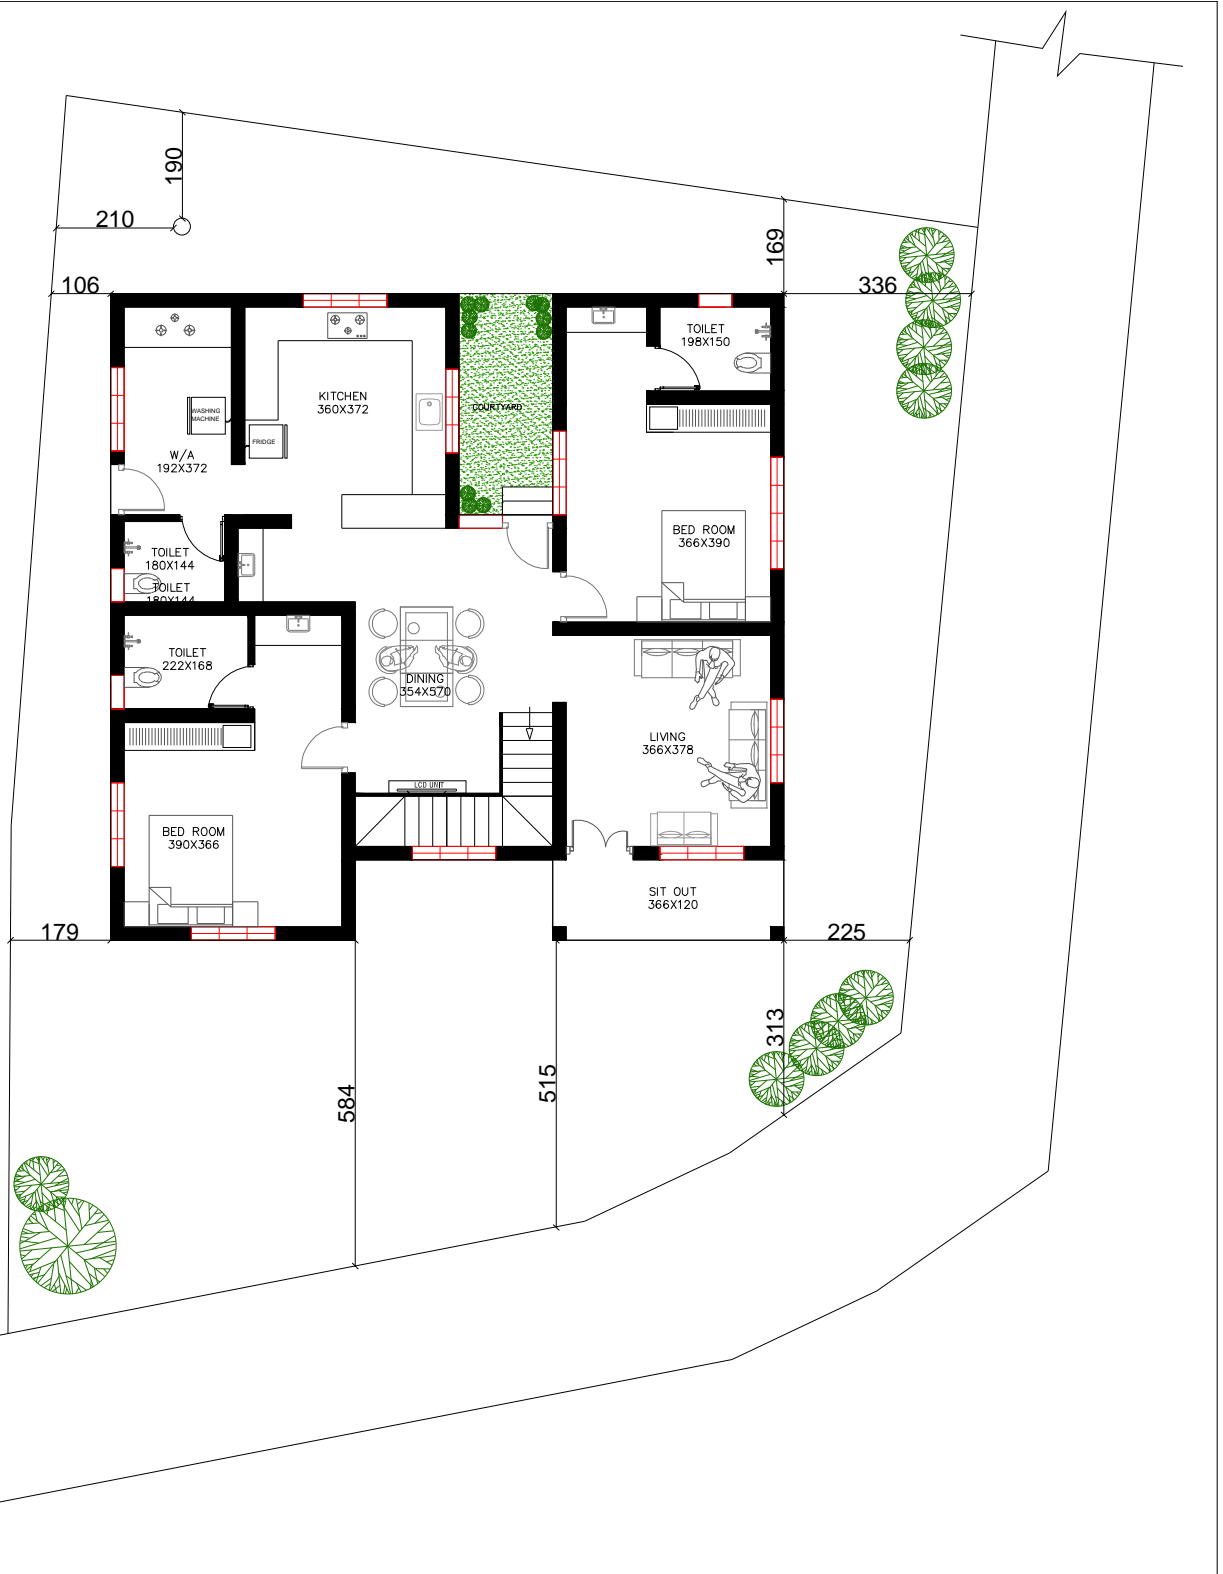 190
210
169
106
336
TOILET
198X150
KITCHEN
360X372
WASHING
MACHINE
COURTYARD
FRIDGE
W/A
192X372
BED ROOM
366X390
TOILET
180X144
TOILET
180X144
TOILET
222X168
DINING
354X570
LIVING
366X378
LCD UNIT
BED ROOM
390X366
SIT OUT
366X120
179
225
313
515
584